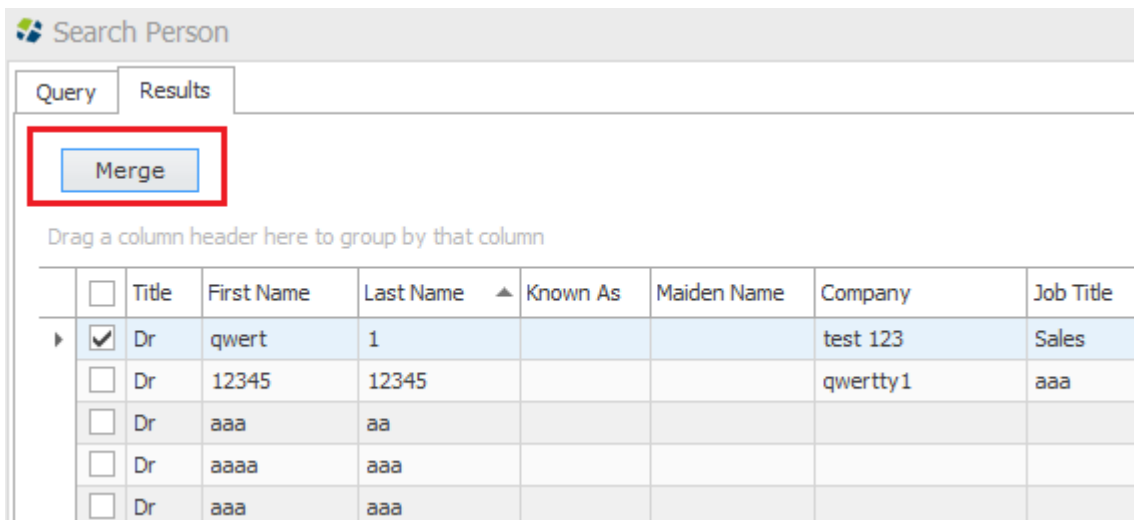 Search Person
Query Results
Merge
Drag a column header here to group by that column
Title First Name Last Name Known As Maiden Name Company Job Title
Dr qwert 1 test 123 Sales
Dr 12345 12345 qwertty1 aaa
Dr aaa aa
Dr aaaa aaa
Dr aaa aaa